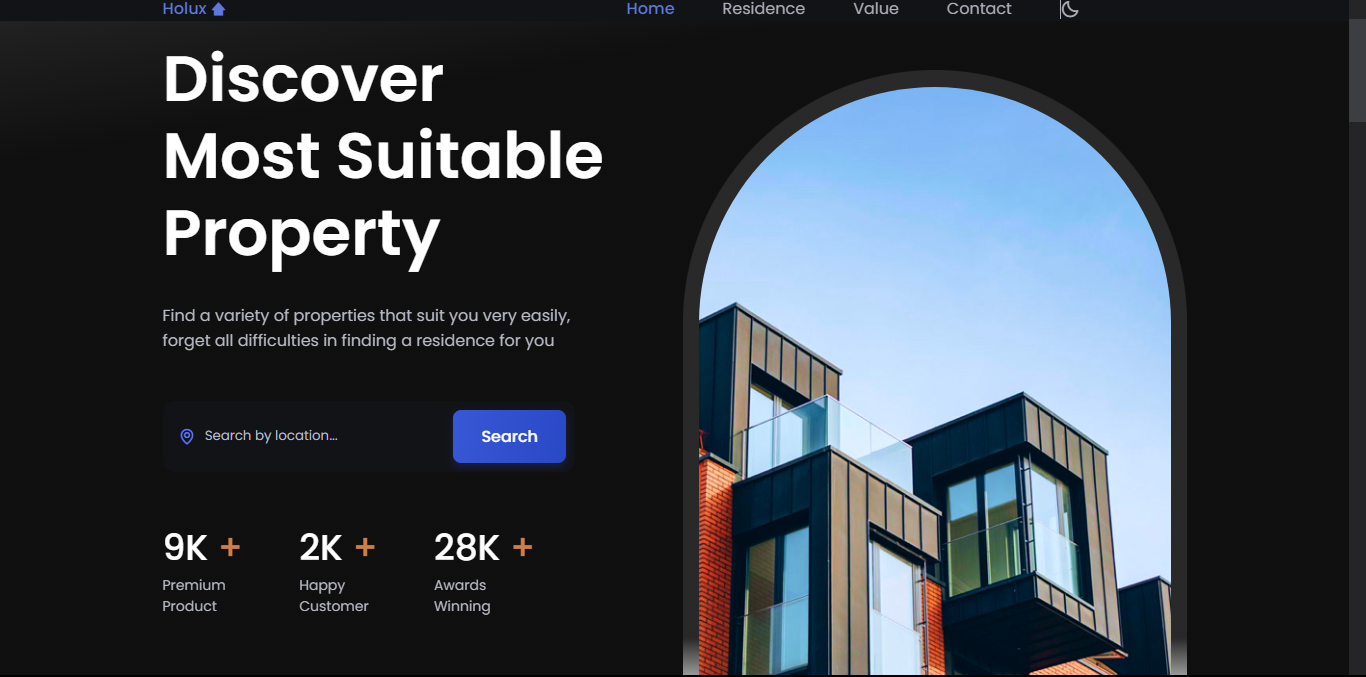 Holux
Home Residence Value Contact
Discover
Most Suitable
Property
Find a variety of properties that suit you very easily,
forget all difficulties in finding a residence for you
Search by location...
Search
9K + 2K + 28K +
Premium Happy Awards
Product Customer Winning